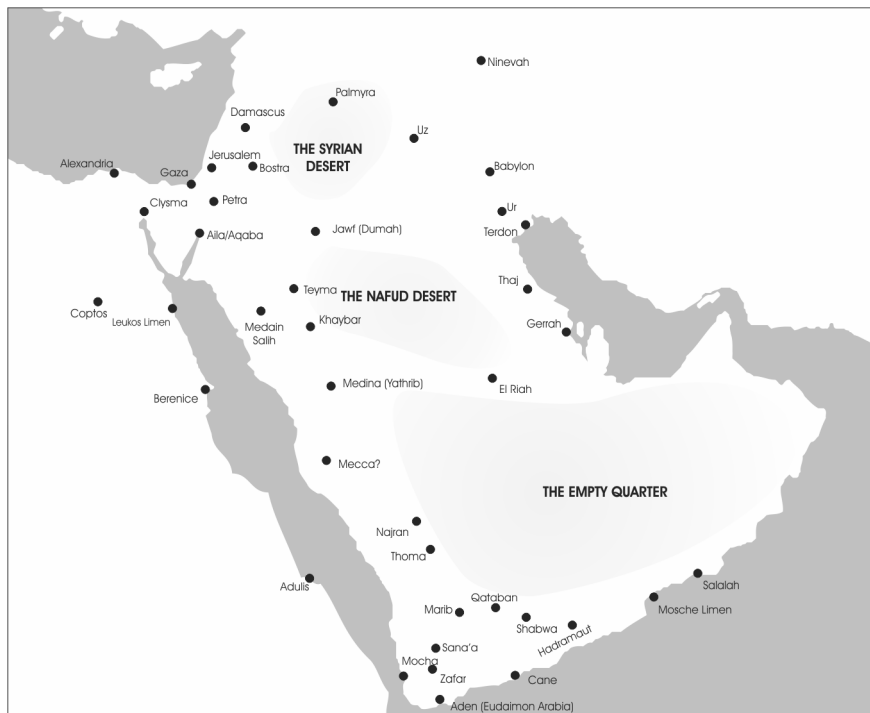 Ninevah
Palmyra
Damascus
Uz
THE SYRIAN
DESERT
Jerusalem
Alexandria
Gaza
Bostra
Babylon
Clysma
Petra
Ur
Terdon
Aila/Aqaba
Jawf (Dumah)
Thaj
Teyma
THE NAFUD DESERT
Coptos
Leukos Limen
Medain
Salih
Khaybar
Gerrah
Medina (Yathrib)
El Riah
Berenice
Mecca?
THE EMPTY QUARTER
Najran
Thoma
Adulis
Salalah
Qataban
Marib
Mosche Limen
Shabwa
Hadramaut
Sana'a
Mocha
Zafar
Cane
Aden (Eudaimon Arabia)